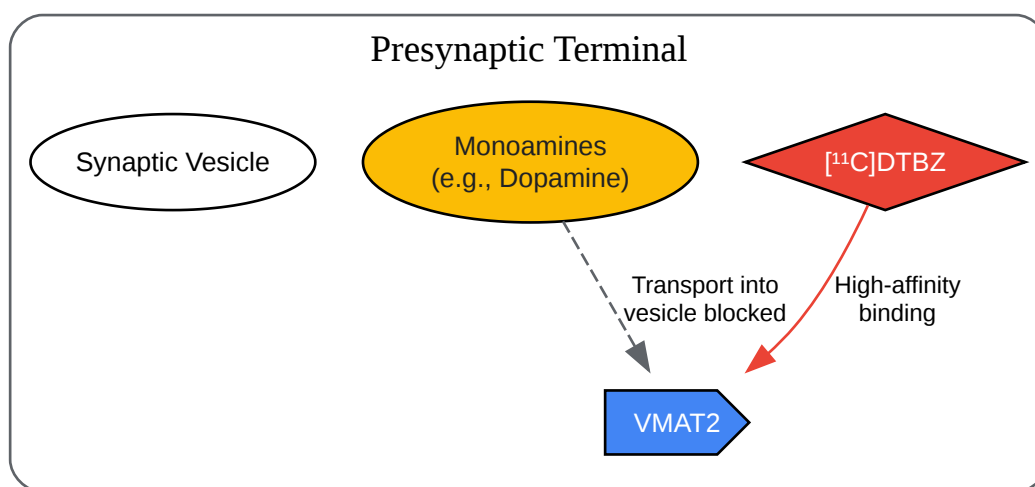 Presynaptic Terminal
Synaptic Vesicle
Monoamines
(e.g., Dopamine)
[¹¹C]DTBZ
Transport into
vesicle blocked
High-affinity
binding
VMAT2